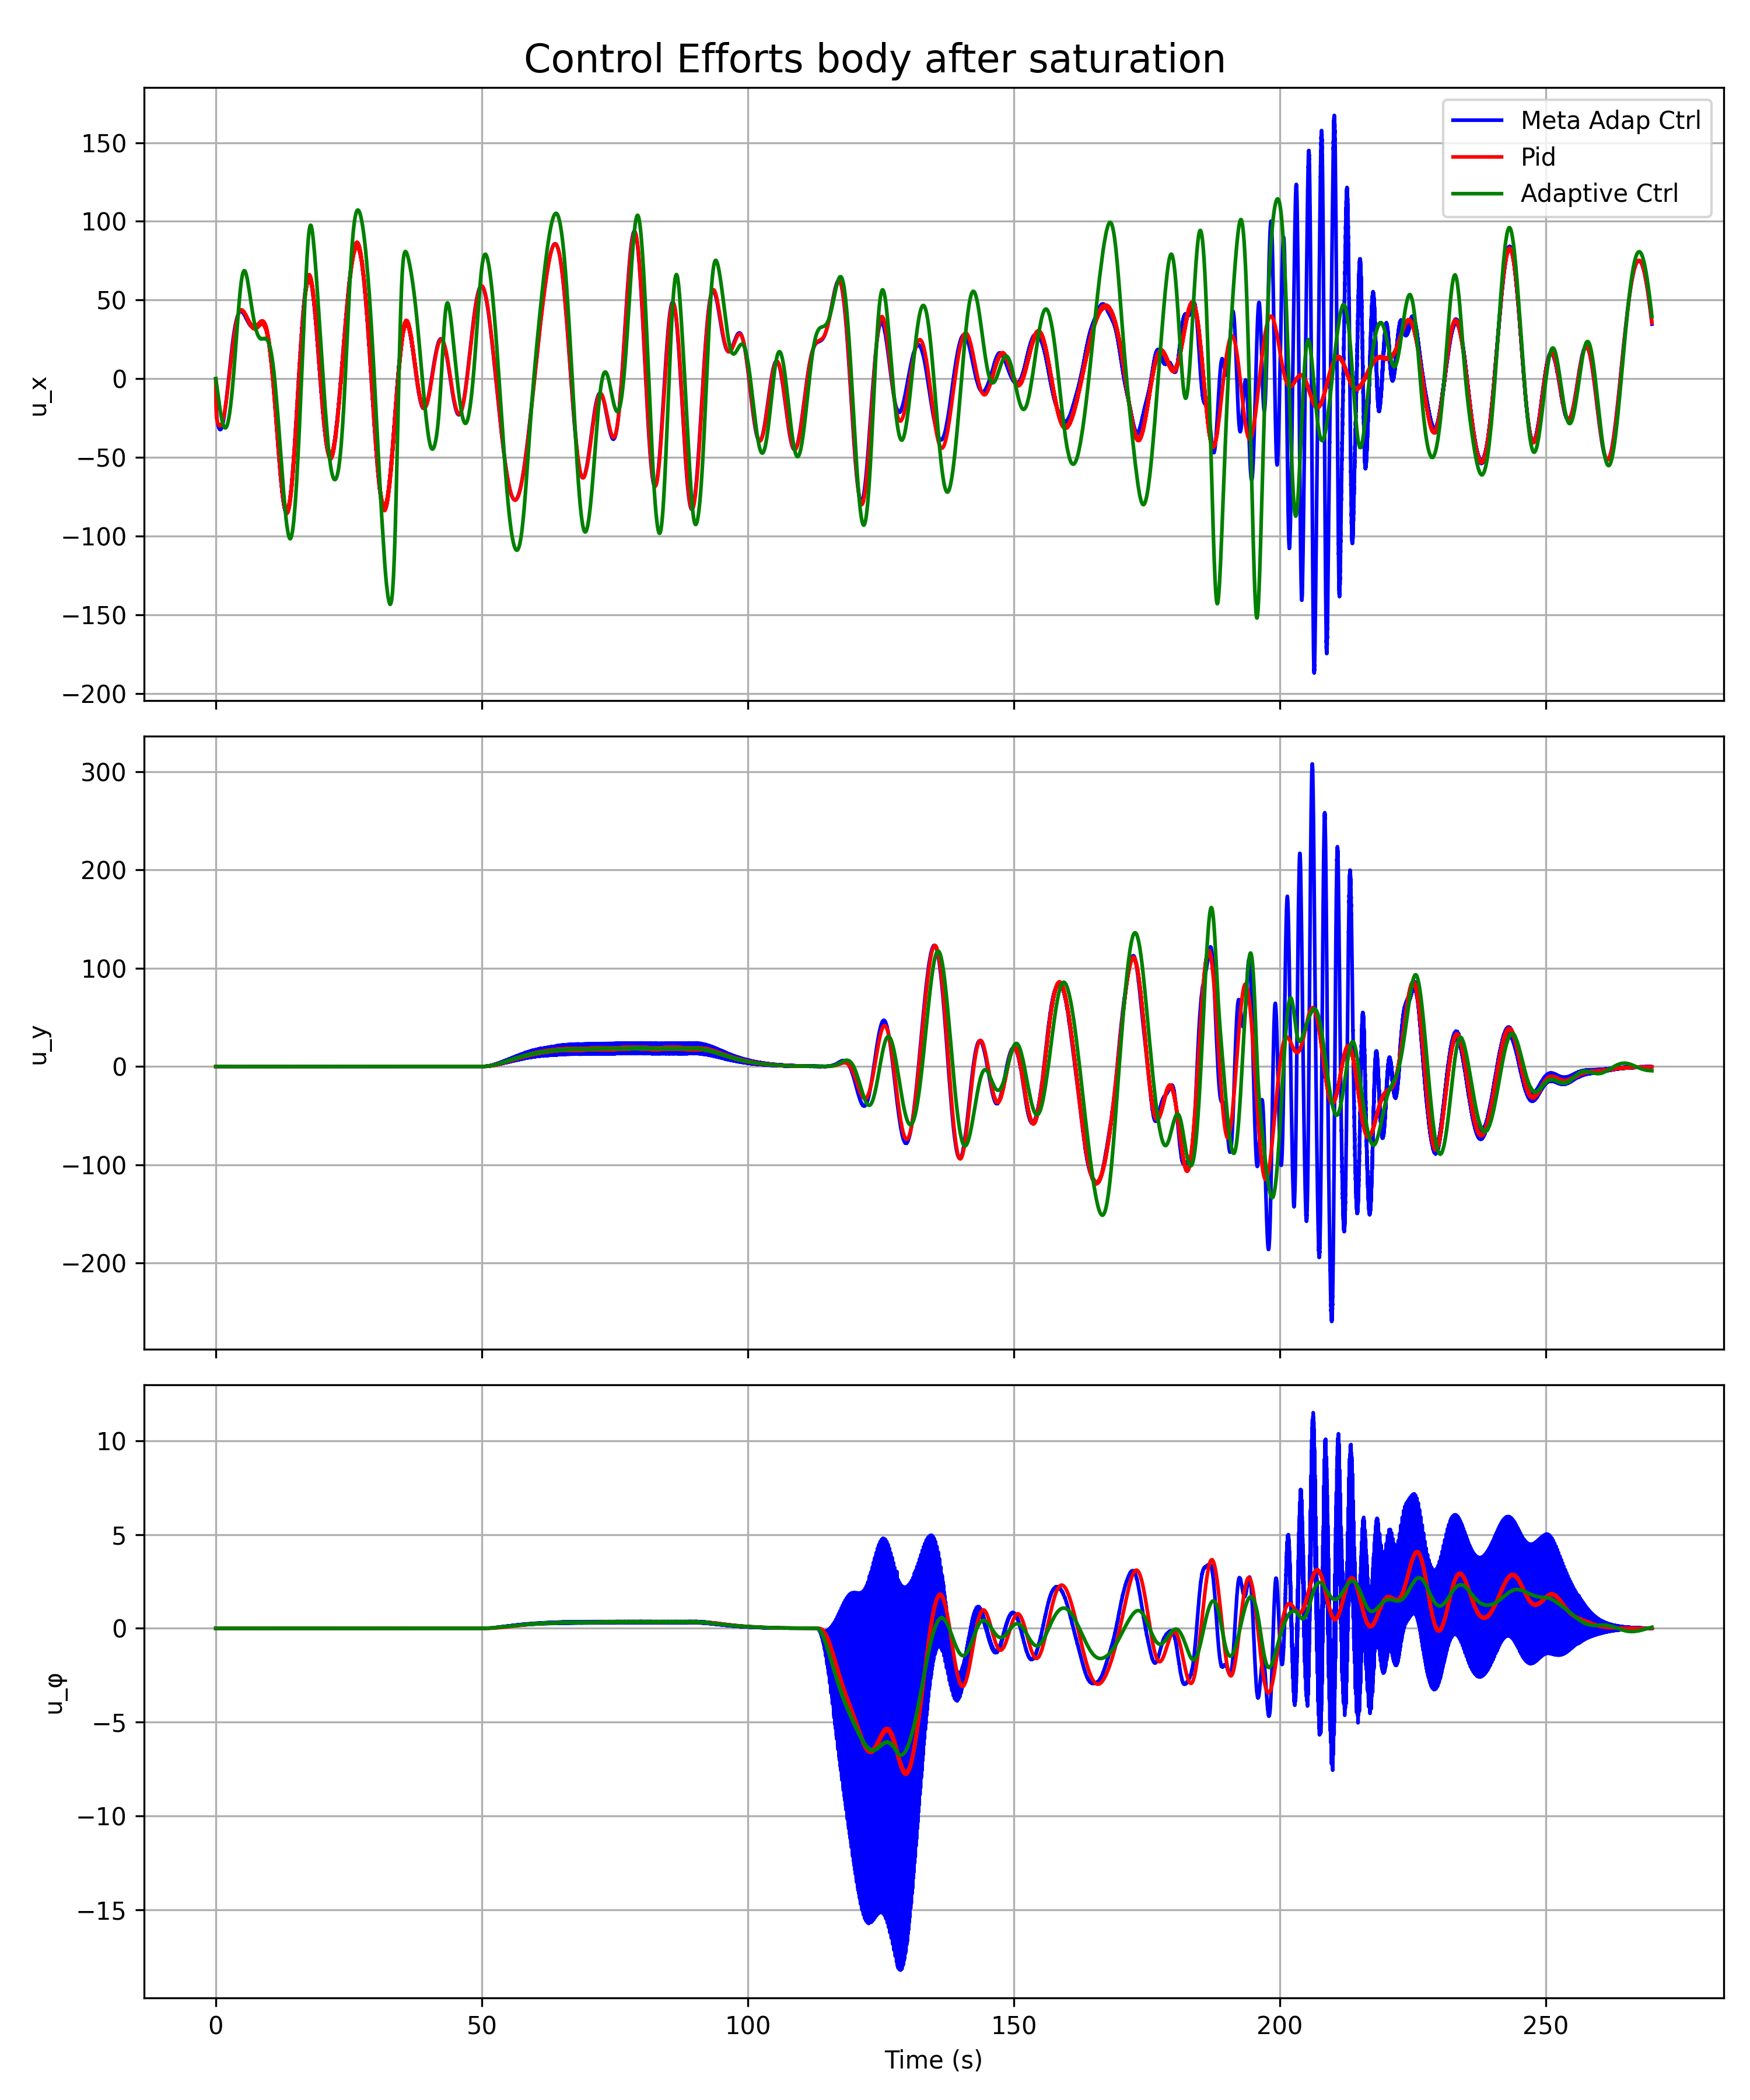 Control Efforts body after saturation
Meta Adap Ctrl
Pid
Adaptive Ctrl
150
100
50
0
−50
−100
−150
−200
u_x
300
200
100
0
−100
−200
u_y
10
5
0
−5
−10
−15
u_φ
0 50 100 150 200 250
Time (s)